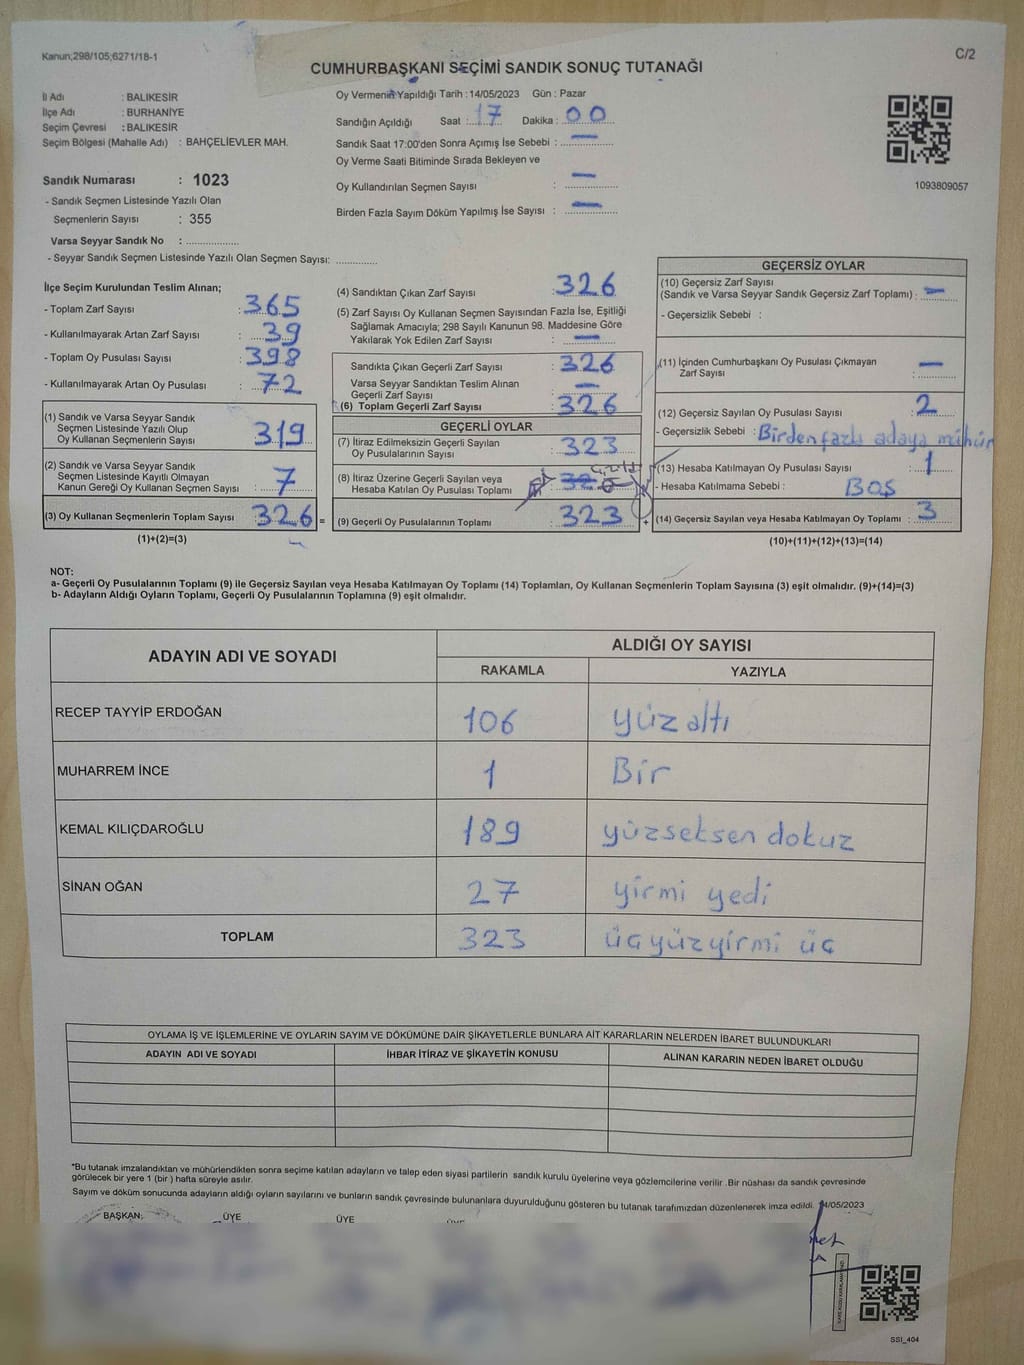 Kanun;298/105;6271/18-1
C/2
CUMHURBAŞKANI SEÇİMİ SANDIK SONUÇ TUTANAĞI
İl Adı : BALIKESİR
İlçe Adı : BURHANİYE
Seçim Çevresi : BALIKESİR
Seçim Bölgesi (Mahalle Adı) : BAHÇELİEVLER MAH.
Sandık Numarası : 1023
- Sandık Seçmen Listesinde Yazılı Olan
Seçmenlerin Sayısı : 355
Varsa Seyyar Sandık No : ..................
- Seyyar Sandık Seçmen Listesinde Yazılı Olan Seçmen Sayısı: ..............
Oy Vermenin Yapıldığı Tarih : 14/05/2023 Gün : Pazar
Sandığın Açıldığı Saat : 17 Dakika : 00
Sandık Saat 17:00'den Sonra Açımış İse Sebebi : —
Oy Verme Saati Bitiminde Sırada Bekleyen ve
Oy Kullandırılan Seçmen Sayısı : —
Birden Fazla Sayım Döküm Yapılmış İse Sayısı : —
1093809057
İlçe Seçim Kurulundan Teslim Alınan;
- Toplam Zarf Sayısı : 365
- Kullanılmayarak Artan Zarf Sayısı : 39
- Toplam Oy Pusulası Sayısı : 398
- Kullanılmayarak Artan Oy Pusulası : 72
(1) Sandık ve Varsa Seyyar Sandık
Seçmen Listesinde Yazılı Olup
Oy Kullanan Seçmenlerin Sayısı : 319
(2) Sandık ve Varsa Seyyar Sandık
Seçmen Listesinde Kayıtlı Olmayan
Kanun Gereği Oy Kullanan Seçmen Sayısı : 7
(3) Oy Kullanan Seçmenlerin Toplam Sayısı : 326 =
(1)+(2)=(3)
(4) Sandıktan Çıkan Zarf Sayısı : 326
(5) Zarf Sayısı Oy Kullanan Seçmen Sayısından Fazla İse, Eşitliği
Sağlamak Amacıyla; 298 Sayılı Kanunun 98. Maddesine Göre
Yakılarak Yok Edilen Zarf Sayısı : —
Sandıkta Çıkan Geçerli Zarf Sayısı : 326
Varsa Seyyar Sandıktan Teslim Alınan
Geçerli Zarf Sayısı : —
(6) Toplam Geçerli Zarf Sayısı : 326
GEÇERLİ OYLAR
(7) İtiraz Edilmeksizin Geçerli Sayılan
Oy Pusulalarının Sayısı : 323
(8) İtiraz Üzerine Geçerli Sayılan veya
Hesaba Katılan Oy Pusulası Toplamı :
(9) Geçerli Oy Pusulalarının Toplamı : 323 +
GEÇERSİZ OYLAR
(10) Geçersiz Zarf Sayısı
(Sandık ve Varsa Seyyar Sandık Geçersiz Zarf Toplamı) : —
- Geçersizlik Sebebi :
(11) İçinden Cumhurbaşkanı Oy Pusulası Çıkmayan
Zarf Sayısı : —
(12) Geçersiz Sayılan Oy Pusulası Sayısı : 2
- Geçersizlik Sebebi : Birden fazla adaya mühür
(13) Hesaba Katılmayan Oy Pusulası Sayısı : 1
- Hesaba Katılmama Sebebi : BOŞ
(14) Geçersiz Sayılan veya Hesaba Katılmayan Oy Toplamı : 3
(10)+(11)+(12)+(13)=(14)
NOT:
a- Geçerli Oy Pusulalarının Toplamı (9) ile Geçersiz Sayılan veya Hesaba Katılmayan Oy Toplamı (14) Toplamları, Oy Kullanan Seçmenlerin Toplam Sayısına (3) eşit olmalıdır. (9)+(14)=(3)
b- Adayların Aldığı Oyların Toplamı, Geçerli Oy Pusulalarının Toplamına (9) eşit olmalıdır.
ADAYIN ADI VE SOYADI
ALDIĞI OY SAYISI
RAKAMLA YAZIYLA
RECEP TAYYİP ERDOĞAN 106 yüz altı
MUHARREM İNCE 1 Bir
KEMAL KILIÇDAROĞLU 189 yüzseksen dokuz
SİNAN OĞAN 27 yirmi yedi
TOPLAM 323 üçyüzyirmi üç
OYLAMA İŞ VE İŞLEMLERİNE VE OYLARIN SAYIM VE DÖKÜMÜNE DAİR ŞİKAYETLERLE BUNLARA AİT KARARLARIN NELERDEN İBARET BULUNDUKLARI
ADAYIN ADI VE SOYADI İHBAR İTİRAZ VE ŞİKAYETİN KONUSU ALINAN KARARIN NEDEN İBARET OLDUĞU
*Bu tutanak imzalandıktan ve mühürlendikten sonra seçime katılan adayların ve talep eden siyasi partilerin sandık kurulu üyelerine veya gözlemcilerine verilir .Bir nüshası da sandık çevresinde
görülecek bir yere 1 (bir ) hafta süreyle asılır.
Sayım ve döküm sonucunda adayların aldığı oyların sayılarını ve bunların sandık çevresinde bulunanlara duyurulduğunu gösteren bu tutanak tarafımızdan düzenlenerek imza edildi. 14/05/2023
BAŞKAN; ÜYE ÜYE
SSİ_404